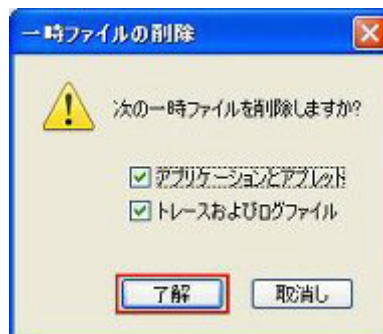 一時ファイルの削除
次の一時ファイルを削除しますか?
アプリケーションとアプレット
トレースおよびログファイル
了解
取消し